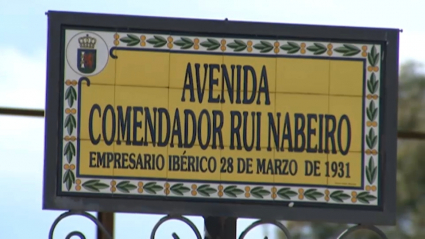 AVENIDA
COMENDADOR RUI NABEIRO
EMPRESARIO IBÉRICO 28 DE MARZO DE 1931